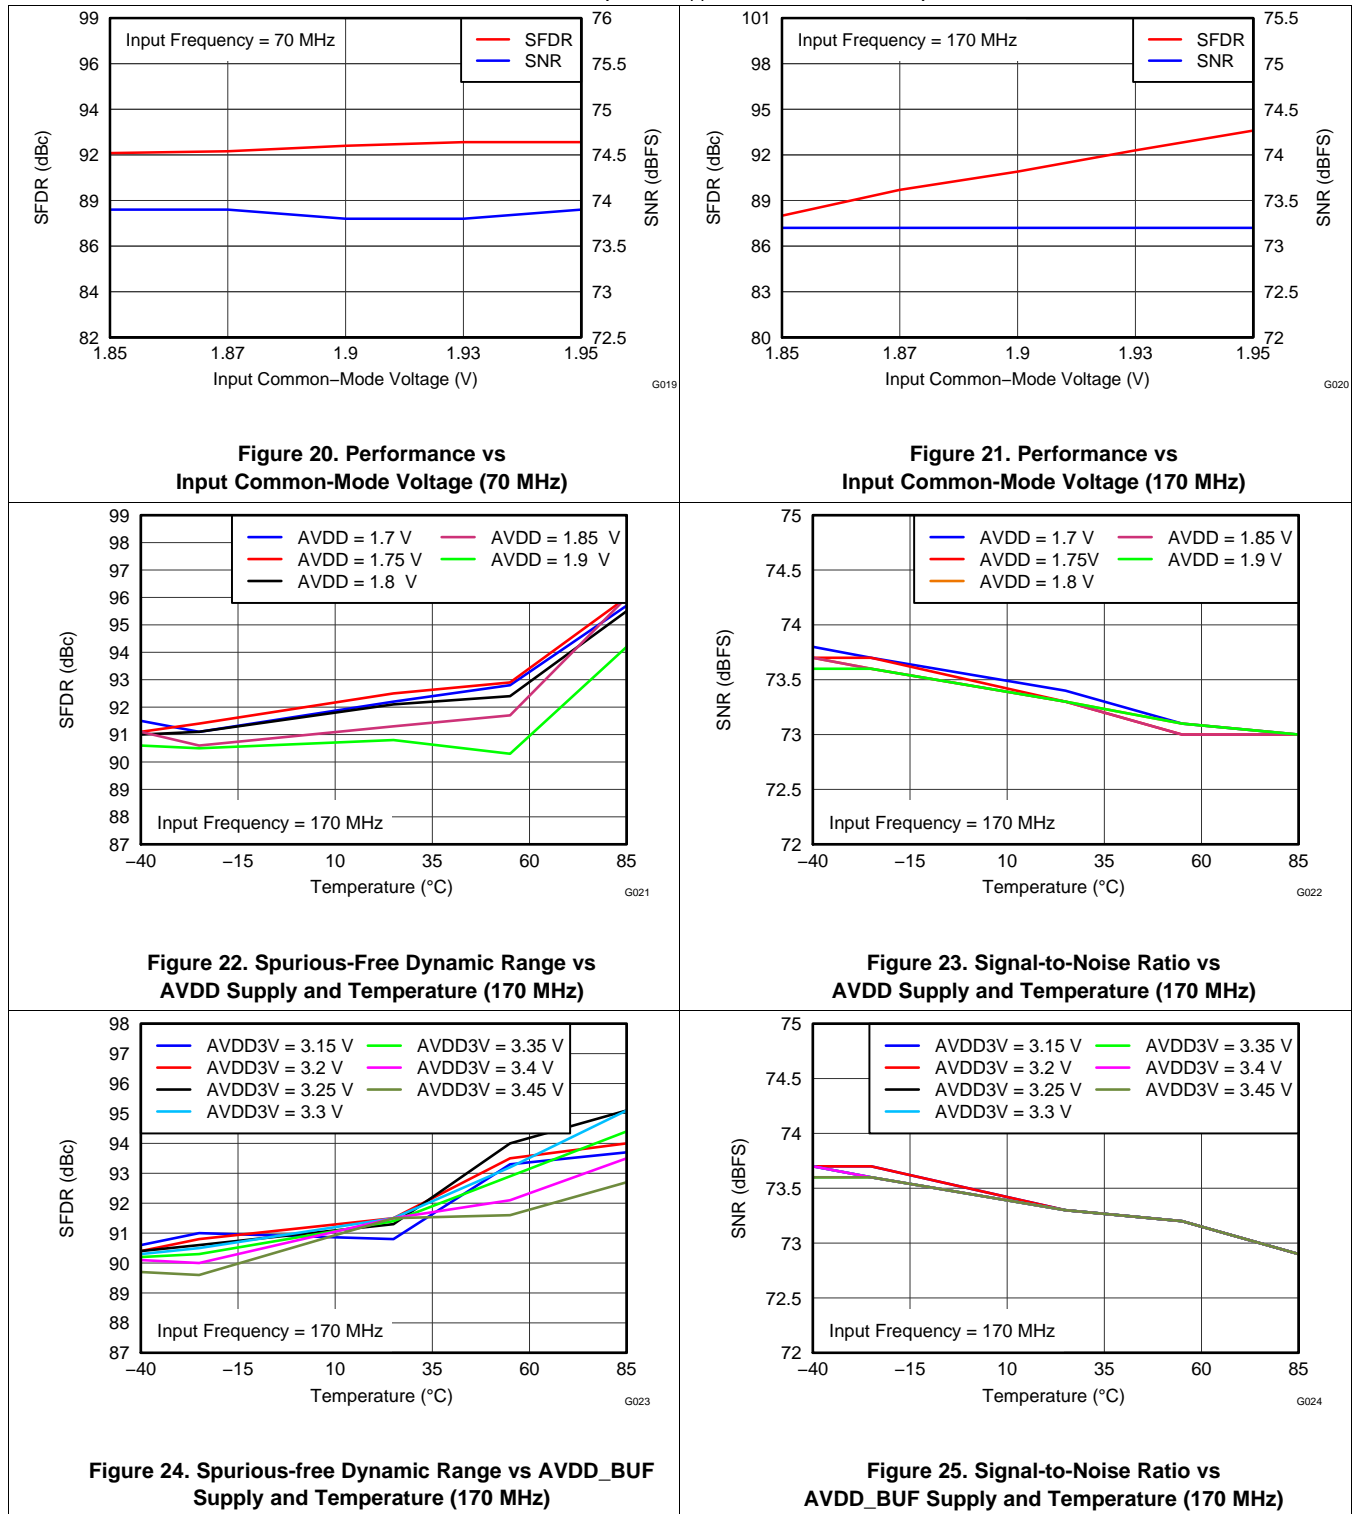 99
96
94
92
89
86
84
82
SFDR (dBc)
Input Frequency = 70 MHz
SFDR
SNR
76
75.5
75
74.5
74
73.5
73
72.5
SNR (dBFS)
1.85 1.87 1.9 1.93 1.95
Input Common−Mode Voltage (V)
G019
Figure 20. Performance vs
Input Common-Mode Voltage (70 MHz)
101
98
95
92
89
86
83
80
SFDR (dBc)
Input Frequency = 170 MHz
SFDR
SNR
75.5
75
74.5
74
73.5
73
72.5
72
SNR (dBFS)
1.85 1.87 1.9 1.93 1.95
Input Common−Mode Voltage (V)
G020
Figure 21. Performance vs
Input Common-Mode Voltage (170 MHz)
99
98
97
96
95
94
93
92
91
90
89
88
87
SFDR (dBc)
AVDD = 1.7 V
AVDD = 1.75 V
AVDD = 1.8 V
AVDD = 1.85 V
AVDD = 1.9 V
Input Frequency = 170 MHz
−40 −15 10 35 60 85
Temperature (°C)
G021
Figure 22. Spurious-Free Dynamic Range vs
AVDD Supply and Temperature (170 MHz)
75
74.5
74
73.5
73
72.5
72
SNR (dBFS)
AVDD = 1.7 V
AVDD = 1.75V
AVDD = 1.8 V
AVDD = 1.85 V
AVDD = 1.9 V
Input Frequency = 170 MHz
−40 −15 10 35 60 85
Temperature (°C)
G022
Figure 23. Signal-to-Noise Ratio vs
AVDD Supply and Temperature (170 MHz)
98
97
96
95
94
93
92
91
90
89
88
87
SFDR (dBc)
AVDD3V = 3.15 V
AVDD3V = 3.2 V
AVDD3V = 3.25 V
AVDD3V = 3.3 V
AVDD3V = 3.35 V
AVDD3V = 3.4 V
AVDD3V = 3.45 V
Input Frequency = 170 MHz
−40 −15 10 35 60 85
Temperature (°C)
G023
Figure 24. Spurious-free Dynamic Range vs AVDD_BUF
Supply and Temperature (170 MHz)
75
74.5
74
73.5
73
72.5
72
SNR (dBFS)
AVDD3V = 3.15 V
AVDD3V = 3.2 V
AVDD3V = 3.25 V
AVDD3V = 3.3 V
AVDD3V = 3.35 V
AVDD3V = 3.4 V
AVDD3V = 3.45 V
Input Frequency = 170 MHz
−40 −15 10 35 60 85
Temperature (°C)
G024
Figure 25. Signal-to-Noise Ratio vs
AVDD_BUF Supply and Temperature (170 MHz)